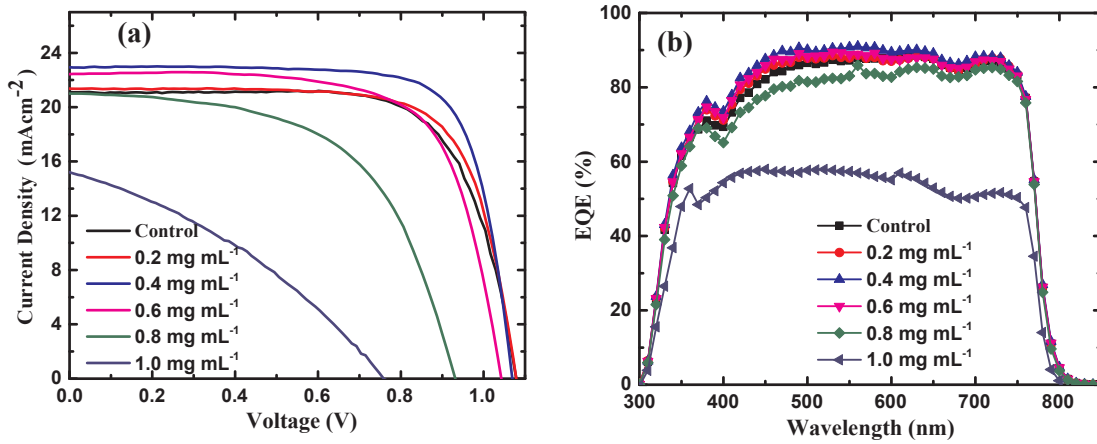 (a)
Current Density (mAcm⁻²)
24
20
16
12
8
4
0
0.0 0.2 0.4 0.6 0.8 1.0
Voltage (V)
Control
0.2 mg mL⁻¹
0.4 mg mL⁻¹
0.6 mg mL⁻¹
0.8 mg mL⁻¹
1.0 mg mL⁻¹
(b)
EQE (%)
100
80
60
40
20
0
300 400 500 600 700 800
Wavelength (nm)
Control
0.2 mg mL⁻¹
0.4 mg mL⁻¹
0.6 mg mL⁻¹
0.8 mg mL⁻¹
1.0 mg mL⁻¹